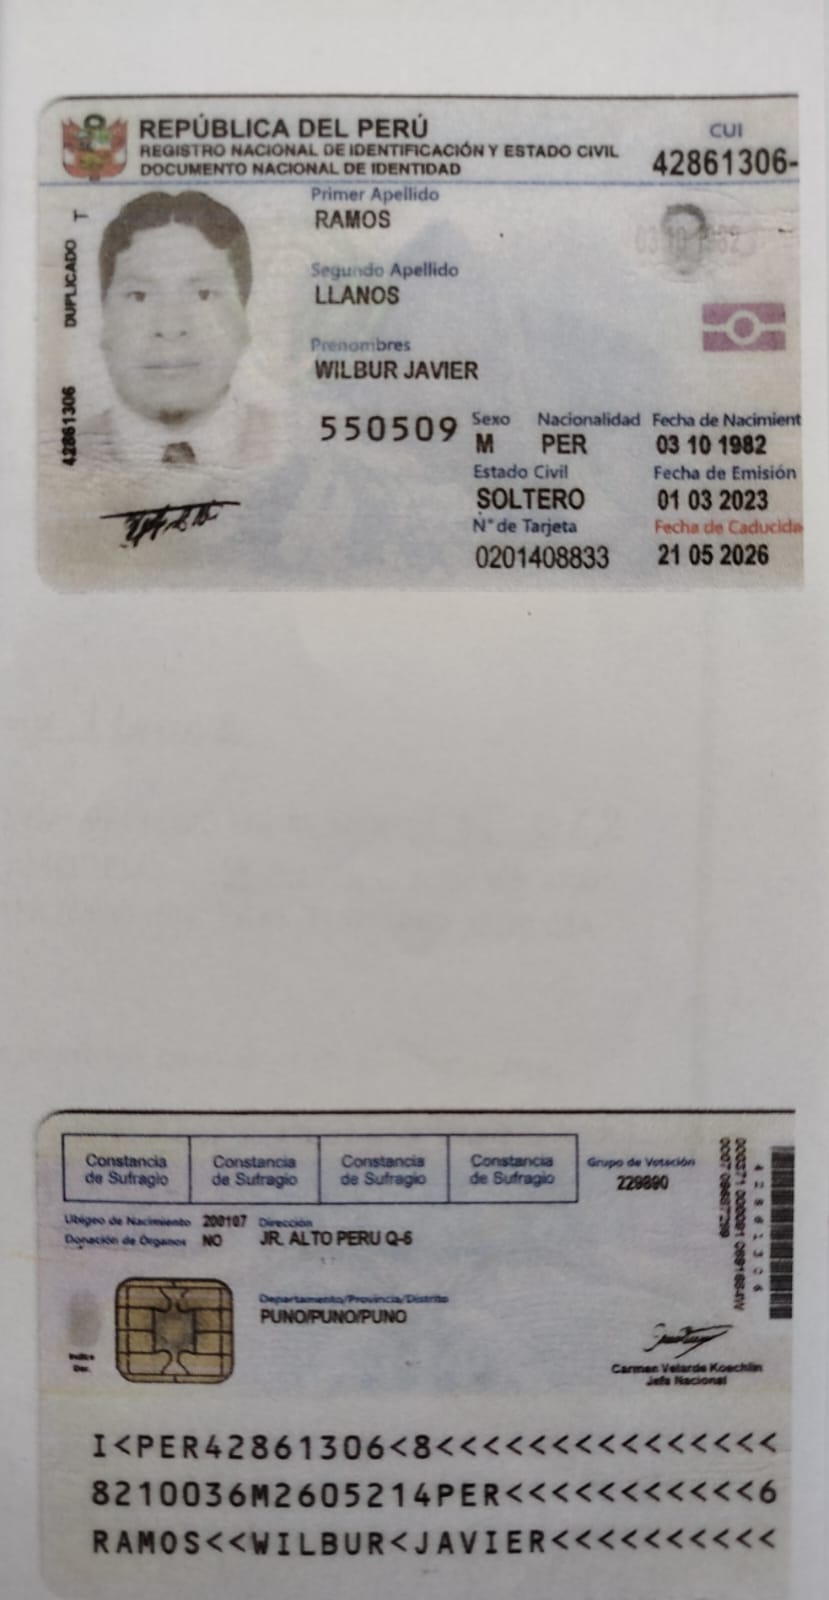 REPÚBLICA DEL PERÚ
REGISTRO NACIONAL DE IDENTIFICACIÓN Y ESTADO CIVIL
DOCUMENTO NACIONAL DE IDENTIDAD
CUI
42861306-
Primer Apellido
RAMOS
03 10 1982
Segundo Apellido
LLANOS
Prenombres
WILBUR JAVIER
42861306 DUPLICADO T
550509
Sexo Nacionalidad Fecha de Nacimient
M PER 03 10 1982
Estado Civil Fecha de Emisión
SOLTERO 01 03 2023
N° de Tarjeta Fecha de Caducida
0201408833 21 05 2026
Constancia de Sufragio
Constancia de Sufragio
Constancia de Sufragio
Constancia de Sufragio
Grupo de Votación
Ubigeo de Nacimiento 200107 Dirección
Donación de Órganos NO JR. ALTO PERU Q-6
Departamento/Provincia/Distrito
PUNO/PUNO/PUNO
42861306
Indice
Der.
Carmen Velarde Koechlin
Jefa Nacional
I<PER42861306<8<<<<<<<<<<<<<<<
8210036M2605214PER<<<<<<<<<<<6
RAMOS<<WILBUR<JAVIER<<<<<<<<<<